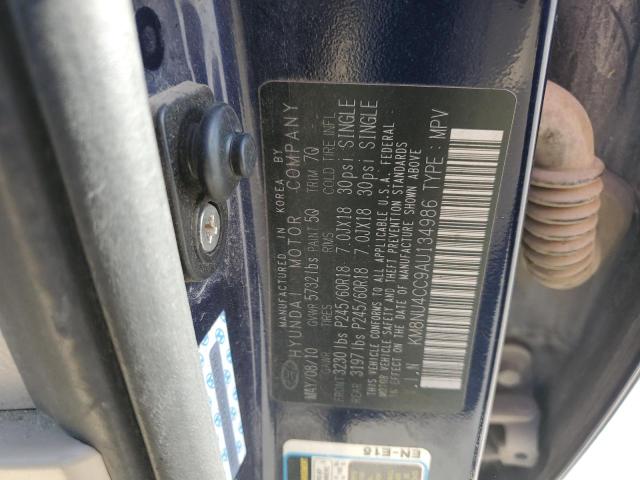 MANUFACTURED IN KOREA BY
HYUNDAI MOTOR COMPANY
MAY/08/10 GVWR 5732lbs PAINT 5Q TRIM 7Q
GAWR TIRES RMS COLD TIRE INFL
FRONT 3230lbs P245/60R18 7.0JX18 30psi SINGLE
REAR 3197lbs P245/60R18 7.0JX18 30psi SINGLE
THIS VEHICLE CONFORMS TO ALL APPLICABLE U.S.A. FEDERAL
MOTOR VEHICLE SAFETY AND THEFT PREVENTION STANDARDS
IN EFFECT ON THE DATE OF MANUFACTURE SHOWN ABOVE
V.I.N KM8NU4CC9AU134986 TYPE : MPV
EN-E15